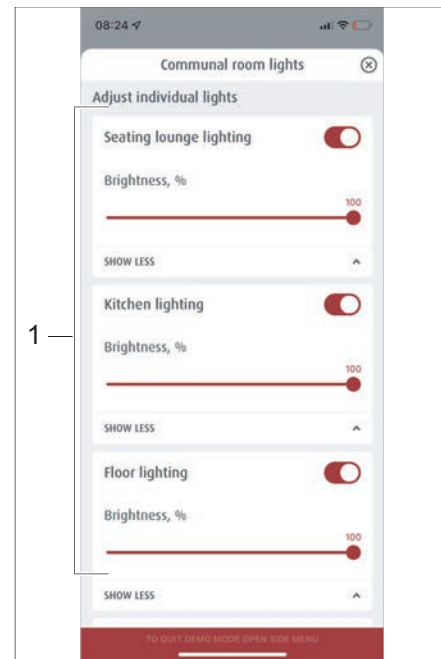 08:24
Communal room lights
Adjust individual lights
Seating lounge lighting
Brightness, %
100
SHOW LESS
Kitchen lighting
1
Brightness, %
100
SHOW LESS
Floor lighting
Brightness, %
100
SHOW LESS
TO QUIT DEMO MODE OPEN SIDE MENU